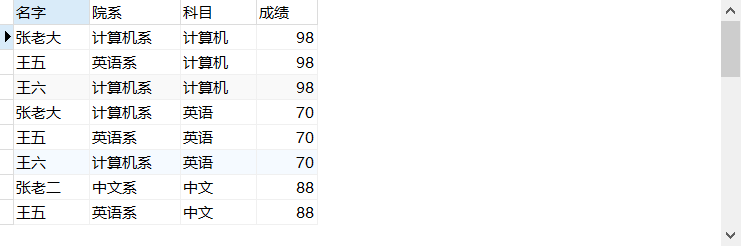 名字 院系 科目 成绩
张老大 计算机系 计算机 98
王五 英语系 计算机 98
王六 计算机系 计算机 98
张老大 计算机系 英语 70
王五 英语系 英语 70
王六 计算机系 英语 70
张老二 中文系 中文 88
王五 英语系 中文 88